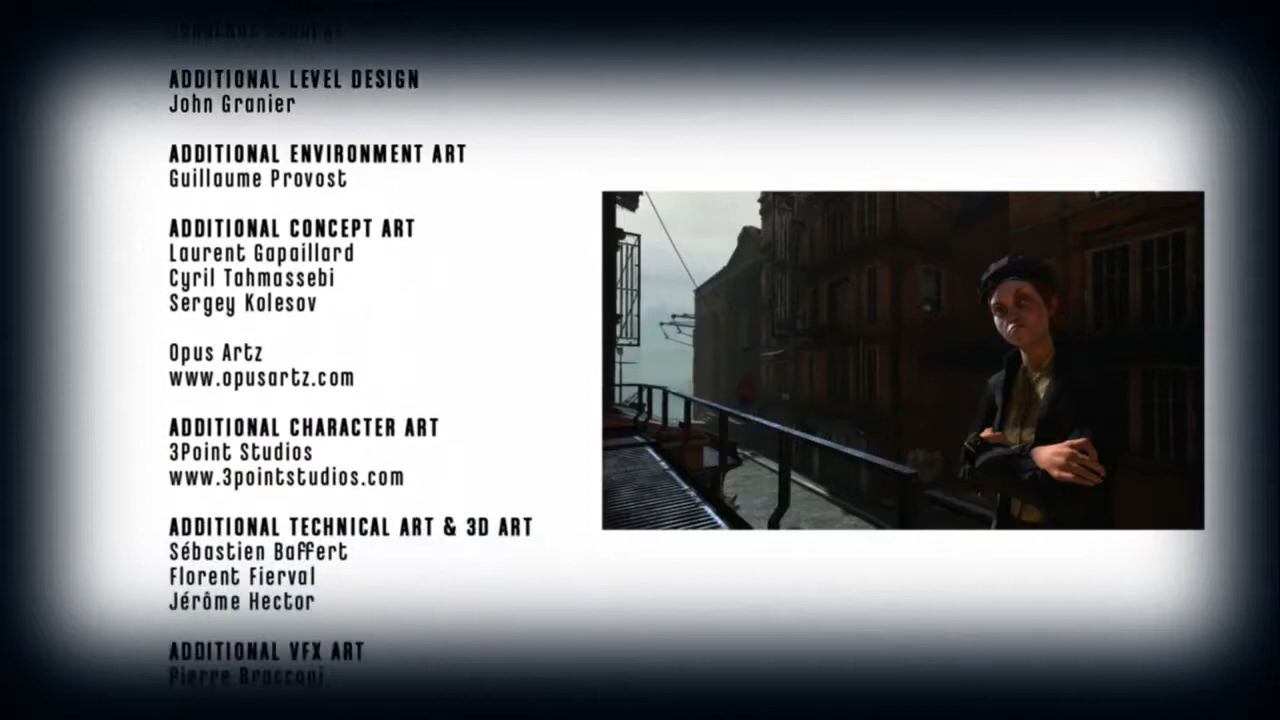 ADDITIONAL LEVEL DESIGN
John Granier
ADDITIONAL ENVIRONMENT ART
Guillaume Provost
ADDITIONAL CONCEPT ART
Laurent Gapaillard
Cyril Tahmassebi
Sergey Kolesov
Opus Artz
www.opusartz.com
ADDITIONAL CHARACTER ART
3Point Studios
www.3pointstudios.com
ADDITIONAL TECHNICAL ART & 3D ART
Sébastien Baffert
Florent Fierval
Jérôme Hector
ADDITIONAL VFX ART
Pierre Bracconi